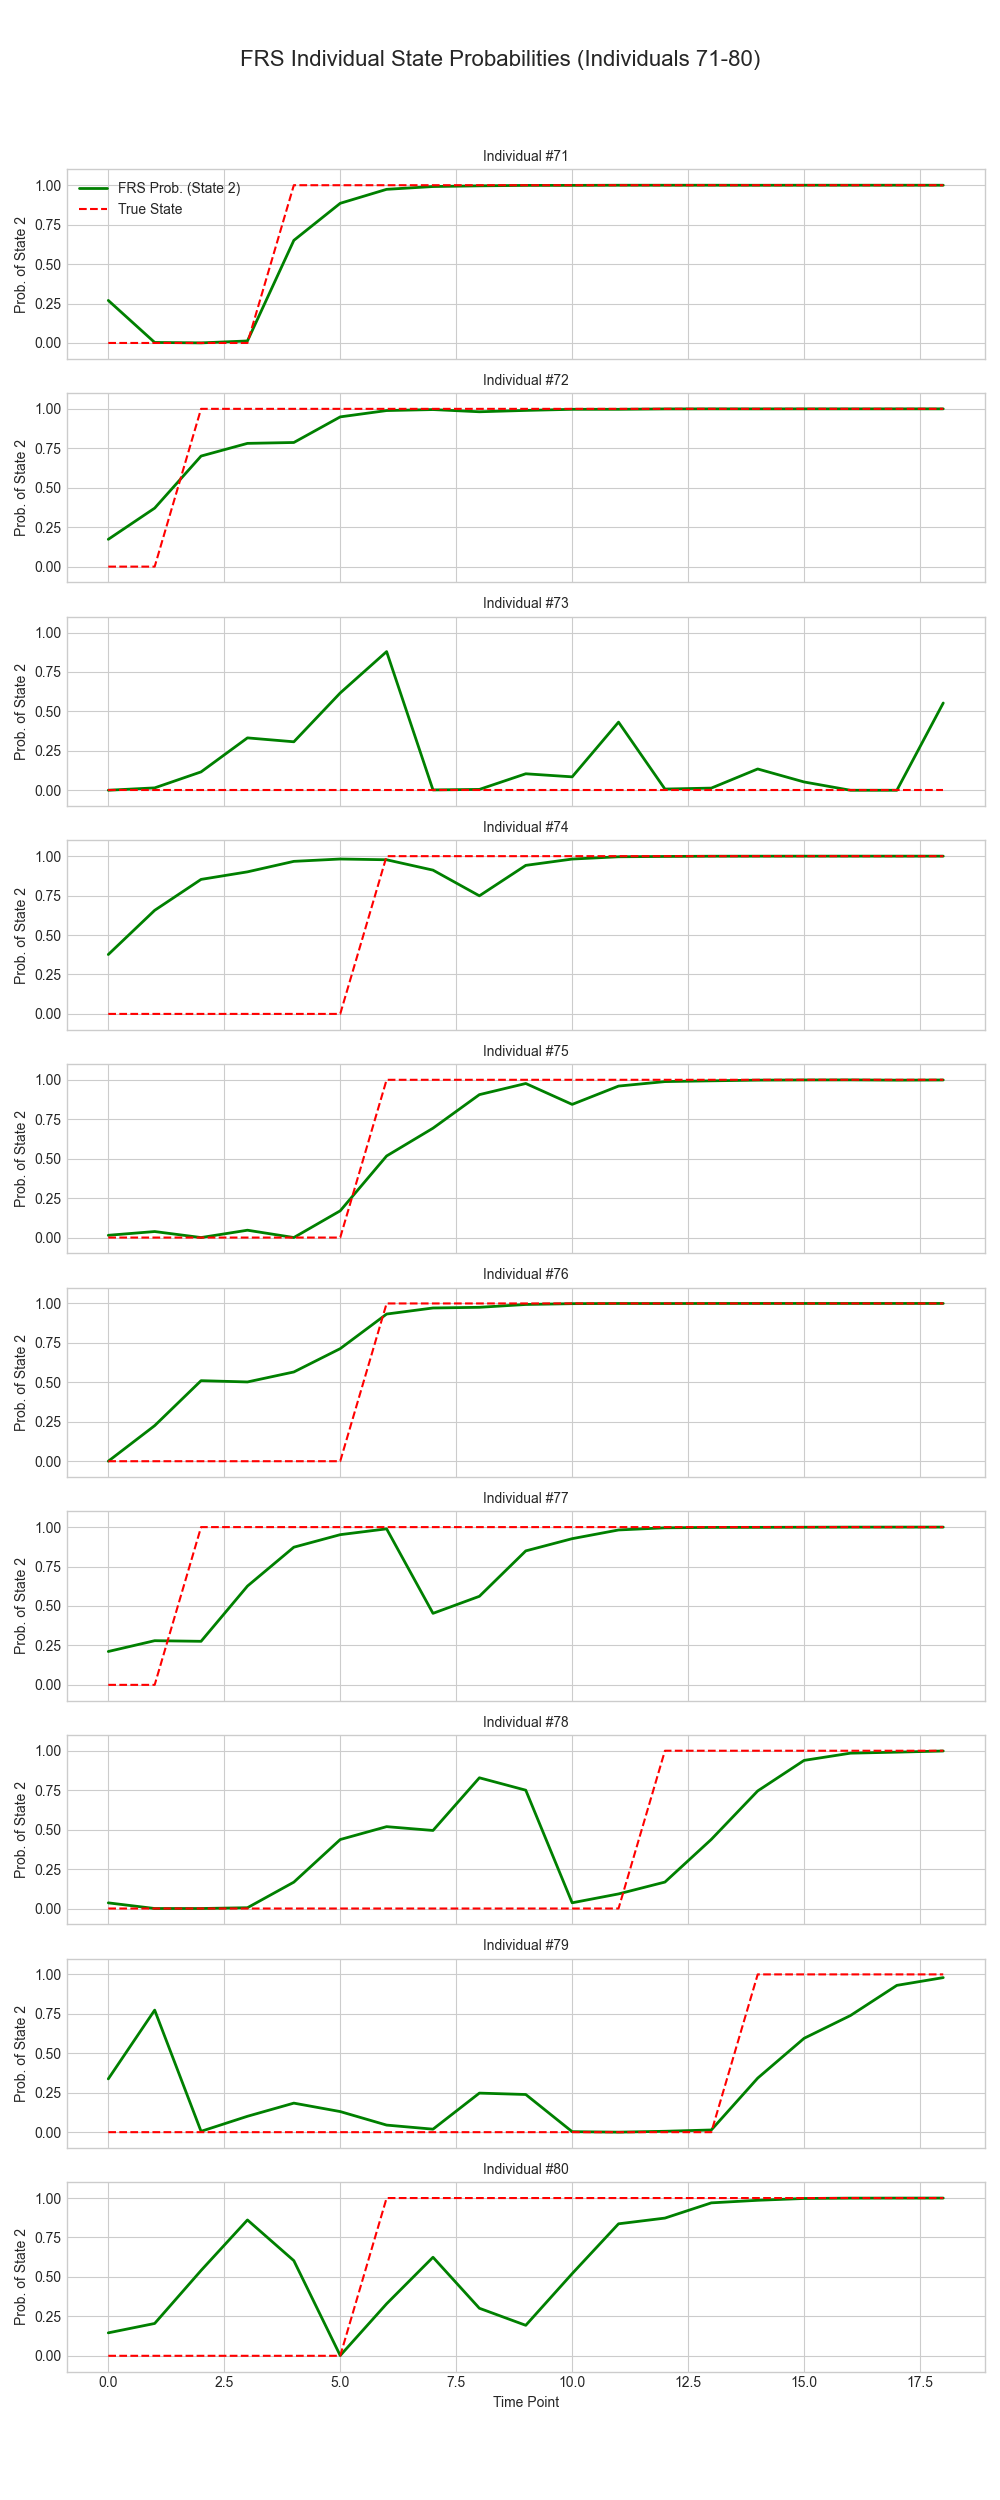 FRS Individual State Probabilities (Individuals 71-80)
Individual #71
FRS Prob. (State 2)
True State
Prob. of State 2
1.00
0.75
0.50
0.25
0.00
Individual #72
Prob. of State 2
1.00
0.75
0.50
0.25
0.00
Individual #73
Prob. of State 2
1.00
0.75
0.50
0.25
0.00
Individual #74
Prob. of State 2
1.00
0.75
0.50
0.25
0.00
Individual #75
Prob. of State 2
1.00
0.75
0.50
0.25
0.00
Individual #76
Prob. of State 2
1.00
0.75
0.50
0.25
0.00
Individual #77
Prob. of State 2
1.00
0.75
0.50
0.25
0.00
Individual #78
Prob. of State 2
1.00
0.75
0.50
0.25
0.00
Individual #79
Prob. of State 2
1.00
0.75
0.50
0.25
0.00
Individual #80
Prob. of State 2
1.00
0.75
0.50
0.25
0.00
0.0 2.5 5.0 7.5 10.0 12.5 15.0 17.5
Time Point